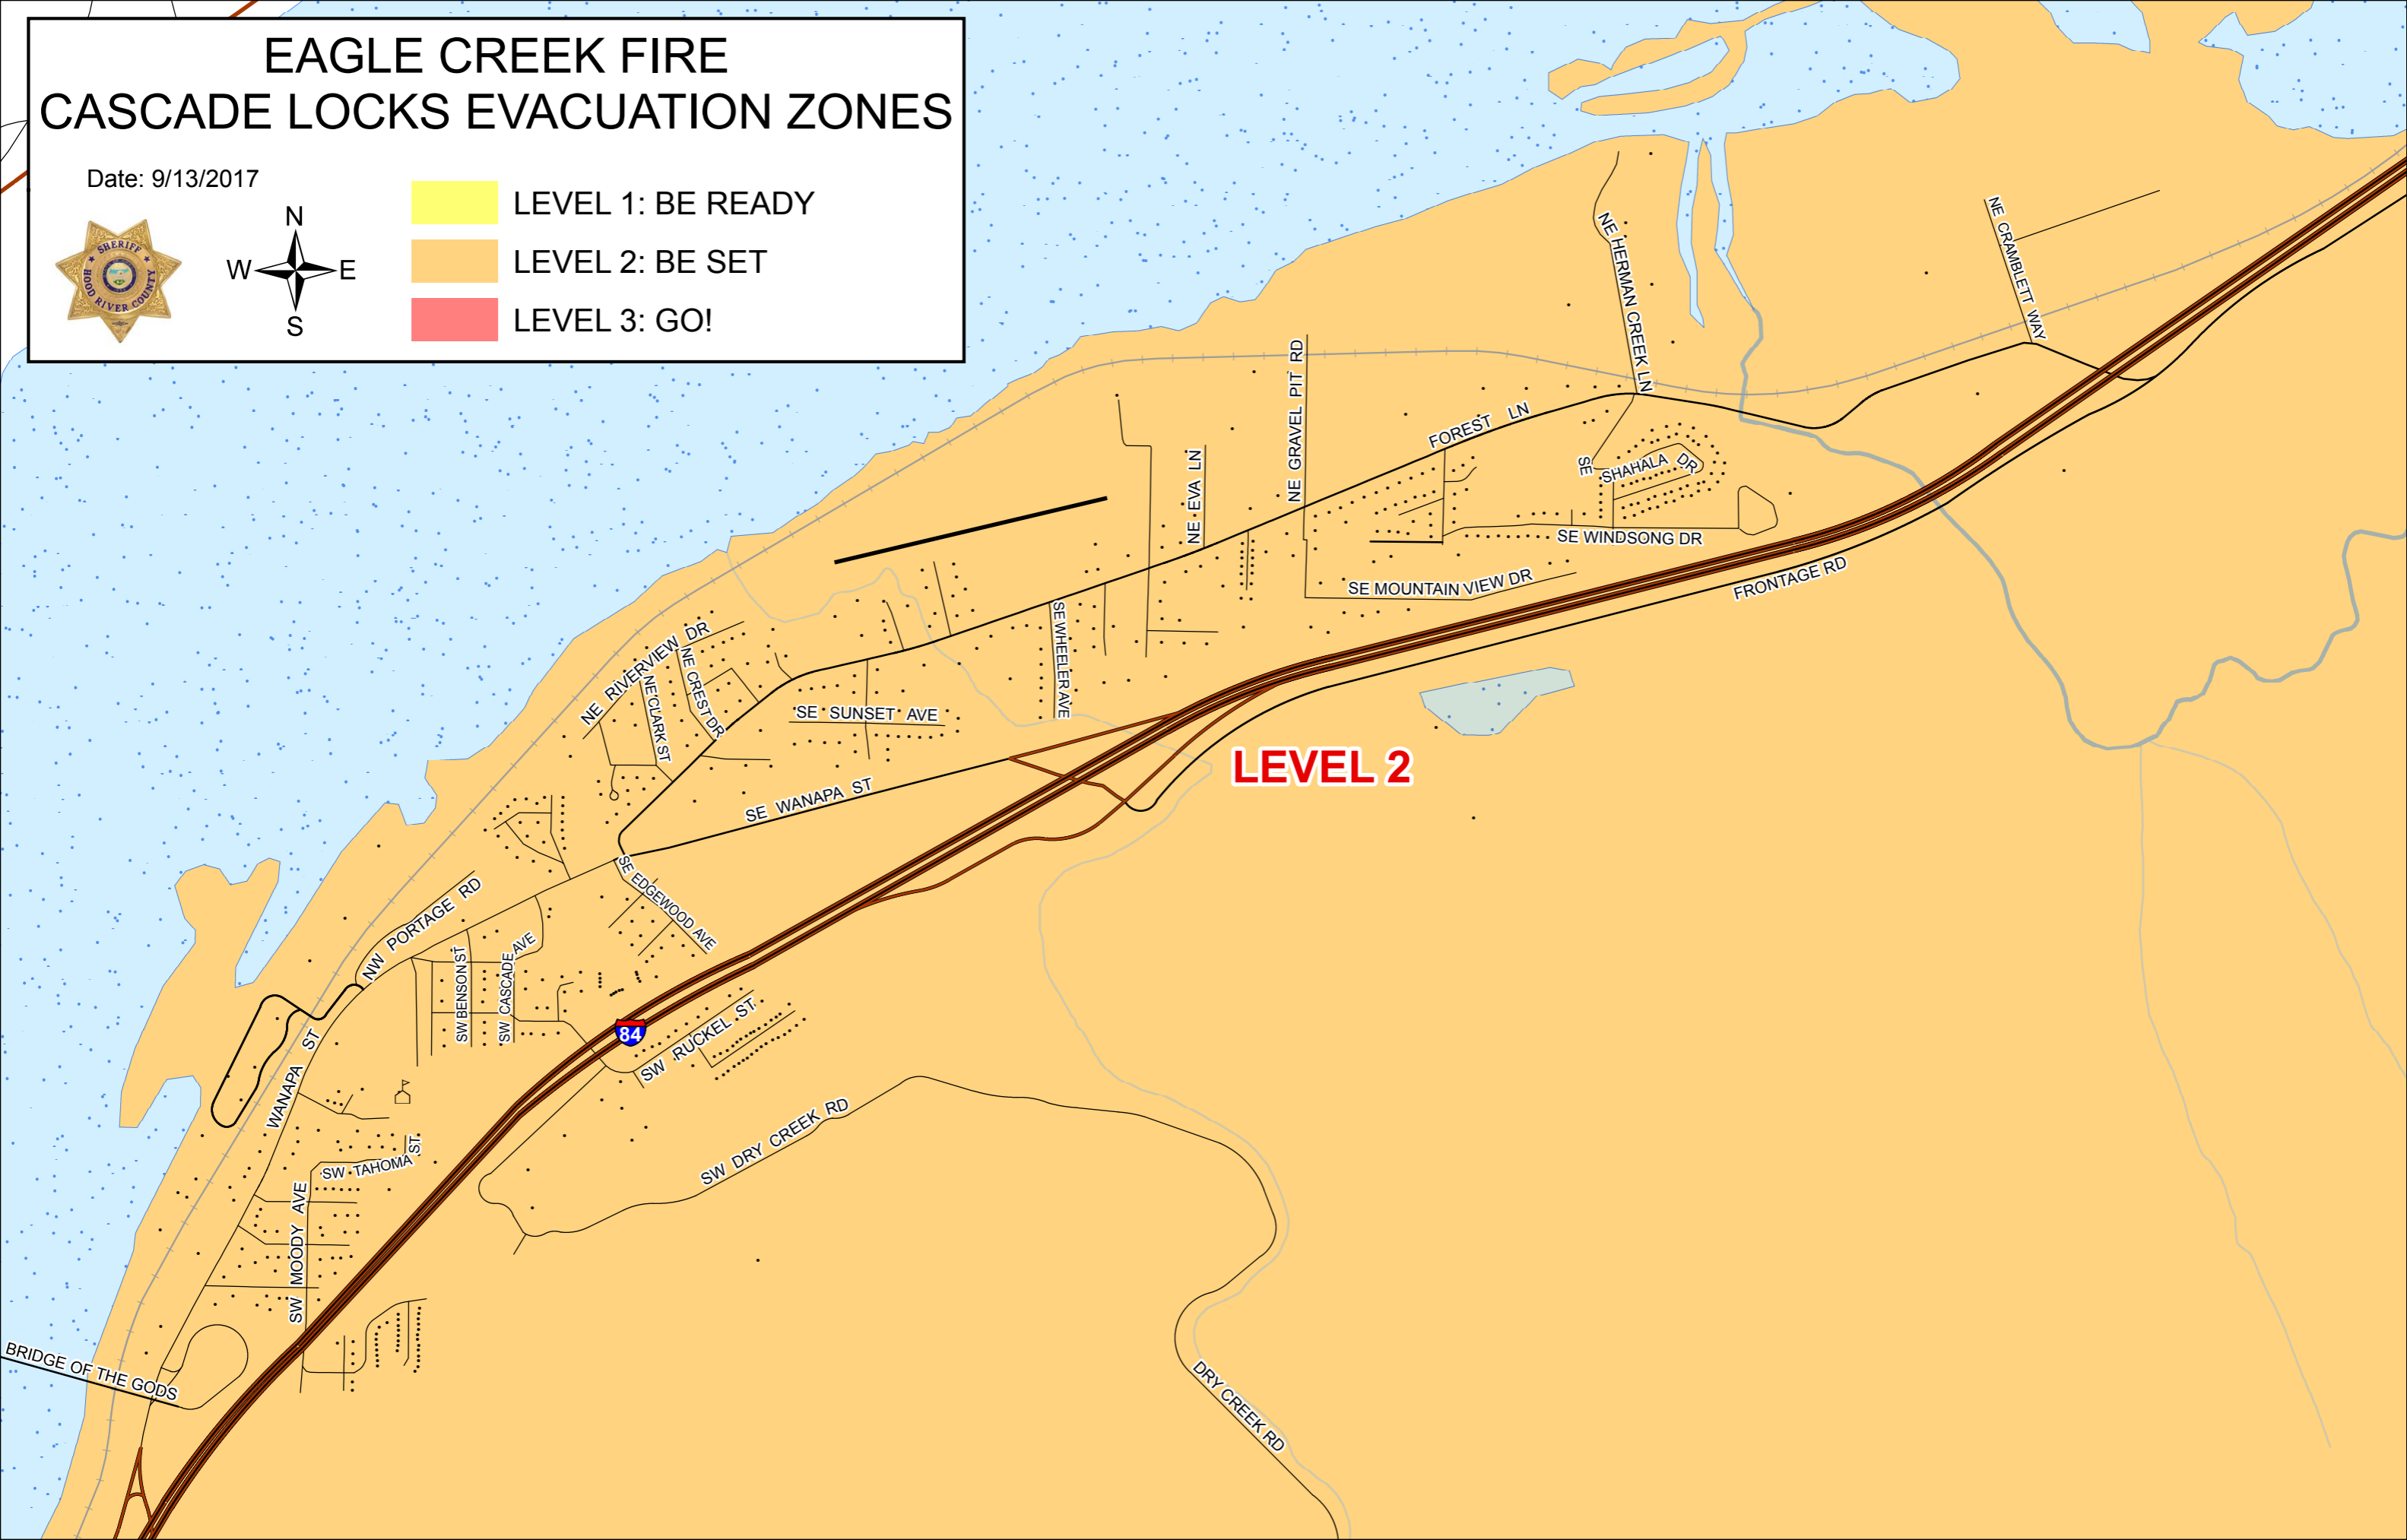 EAGLE CREEK FIRE
CASCADE LOCKS EVACUATION ZONES
Date: 9/13/2017
SHERIFF
HOOD RIVER COUNTY
N
W
E
S
LEVEL 1: BE READY
LEVEL 2: BE SET
LEVEL 3: GO!
NE CRAMBLETT WAY
NE HERMAN CREEK LN
NE GRAVEL PIT RD
FOREST LN
NE EVA LN
SE SHAHALA DR
SE WINDSONG DR
SE MOUNTAIN VIEW DR
FRONTAGE RD
SE WHEELER AVE
NE RIVERVIEW DR
NE CREST DR
NE CLARK ST
SE SUNSET AVE
LEVEL 2
SE WANAPA ST
SE EDGEWOOD AVE
NW PORTAGE RD
SW BENSON ST
SW CASCADE AVE
84
SW RUCKEL ST
WANAPA ST
SW DRY CREEK RD
SW TAHOMA ST
SW MOODY AVE
BRIDGE OF THE GODS
DRY CREEK RD